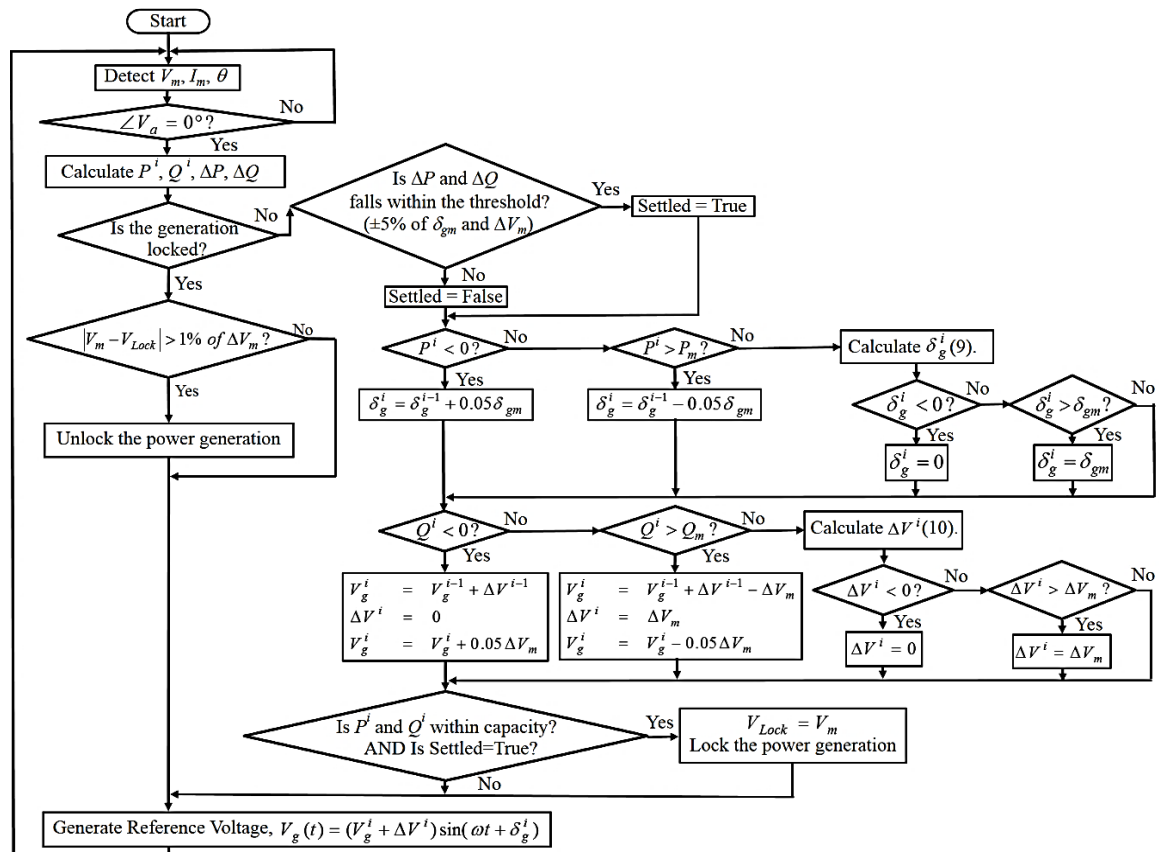 Start
Detect V_m, I_m, θ
∠V_a = 0°?
No
Yes
Calculate P^i, Q^i, ΔP, ΔQ
Is the generation
locked?
No
Yes
|V_m − V_Lock| > 1% of ΔV_m?
No
Yes
Unlock the power generation
Is ΔP and ΔQ
falls within the threshold?
(±5% of δ_gm and ΔV_m)
Yes
Settled = True
No
Settled = False
P^i < 0?
No
P^i > P_m?
No
Calculate δ_g^i (9).
Yes
δ_g^i = δ_g^{i−1} + 0.05δ_gm
Yes
δ_g^i = δ_g^{i−1} − 0.05δ_gm
δ_g^i < 0?
No
δ_g^i > δ_gm?
No
Yes
δ_g^i = 0
Yes
δ_g^i = δ_gm
Q^i < 0?
No
Q^i > Q_m?
No
Calculate ΔV^i (10).
Yes
V_g^i = V_g^{i−1} + ΔV^{i−1}
ΔV^i = 0
V_g^i = V_g^i + 0.05ΔV_m
Yes
V_g^i = V_g^{i−1} + ΔV^{i−1} − ΔV_m
ΔV^i = ΔV_m
V_g^i = V_g^i − 0.05ΔV_m
ΔV^i < 0?
No
ΔV^i > ΔV_m?
No
Yes
ΔV^i = 0
Yes
ΔV^i = ΔV_m
Is P^i and Q^i within capacity?
AND Is Settled=True?
Yes
V_Lock = V_m
Lock the power generation
No
Generate Reference Voltage, V_g(t) = (V_g^i + ΔV^i) sin(ωt + δ_g^i)